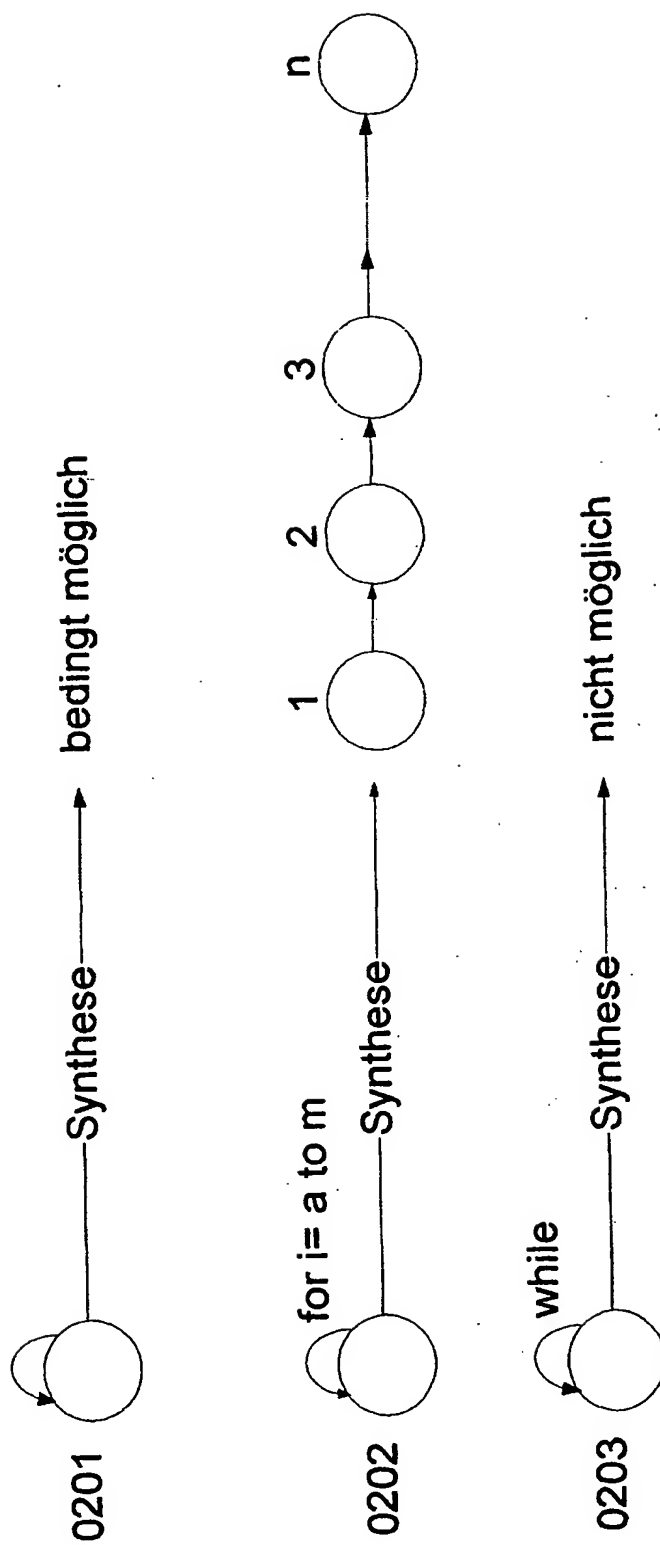 0201
Synthese
bedingt möglich
0202
for i= a to m
Synthese
1
2
3
n
0203
while
Synthese
nicht möglich